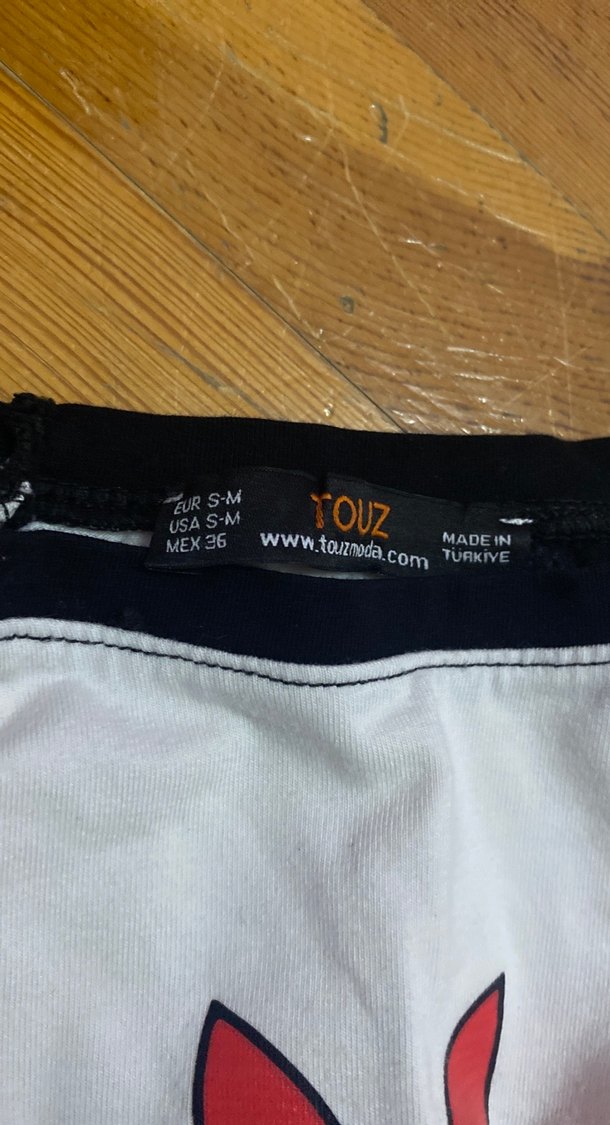 EUR S-M
USA S-M
MEX 36
TOUZ
www.touzmoda.com
MADE IN
TÜRKİYE